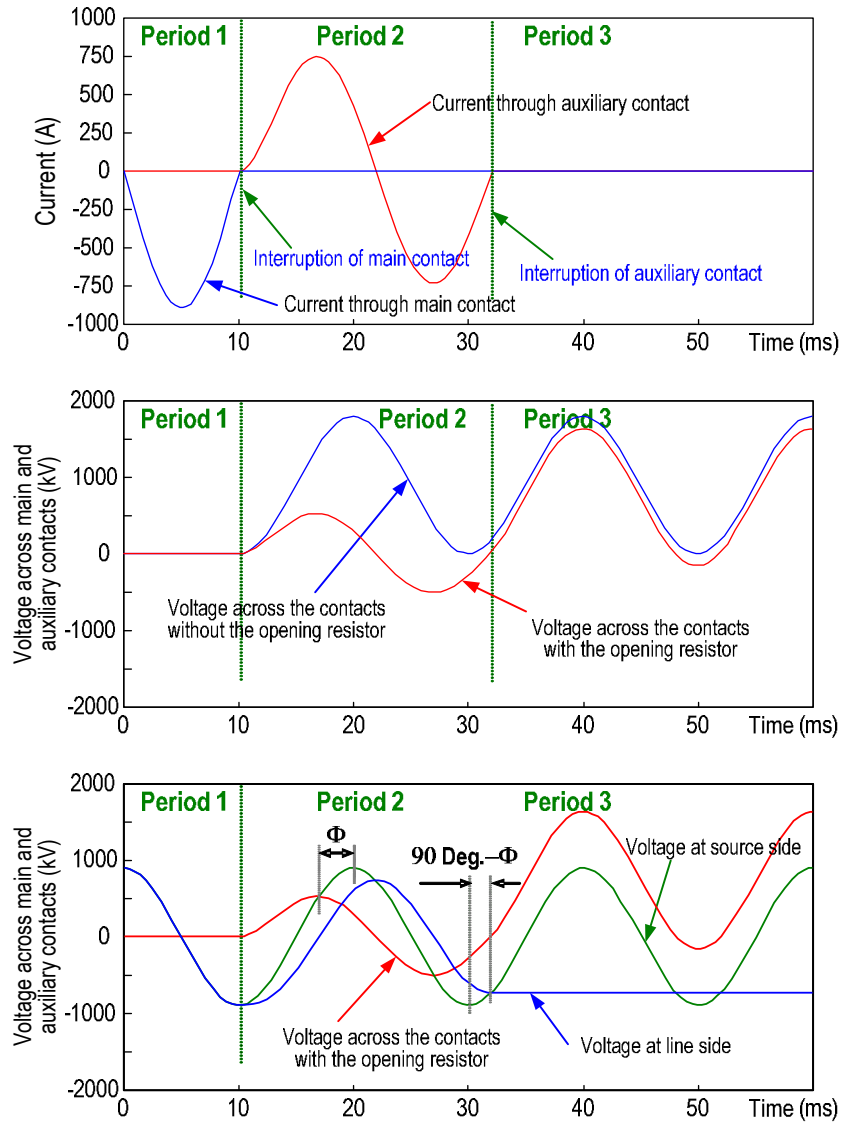 Period 1
Period 2
Period 3
Current (A)
1000
750
500
250
0
-250
-500
-750
-1000
Current through auxiliary contact
Interruption of main contact
Interruption of auxiliary contact
Current through main contact
0
10
20
30
40
50
Time (ms)
Period 1
Period 2
Period 3
Voltage across main and
auxiliary contacts (kV)
2000
1000
0
-1000
-2000
Voltage across the contacts
without the opening resistor
Voltage across the contacts
with the opening resistor
0
10
20
30
40
50
Time (ms)
Period 1
Period 2
Period 3
Voltage across main and
auxiliary contacts (kV)
2000
1000
0
-1000
-2000
Φ
90 Deg.–Φ
Voltage at source side
Voltage across the contacts
with the opening resistor
Voltage at line side
0
10
20
30
40
50
Time (ms)